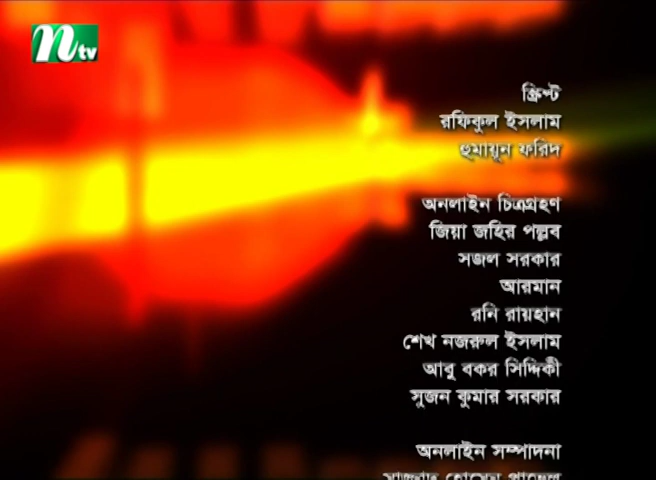 ntv
স্ক্রিপ্ট
রফিকুল ইসলাম
হুমায়ুন ফরিদ
অনলাইন চিত্রগ্রহণ
জিয়া জহির পল্লব
সজল সরকার
আরমান
রনি রায়হান
শেখ নজরুল ইসলাম
আবু বকর সিদ্দিকী
সুজন কুমার সরকার
অনলাইন সম্পাদনা
হোসেন